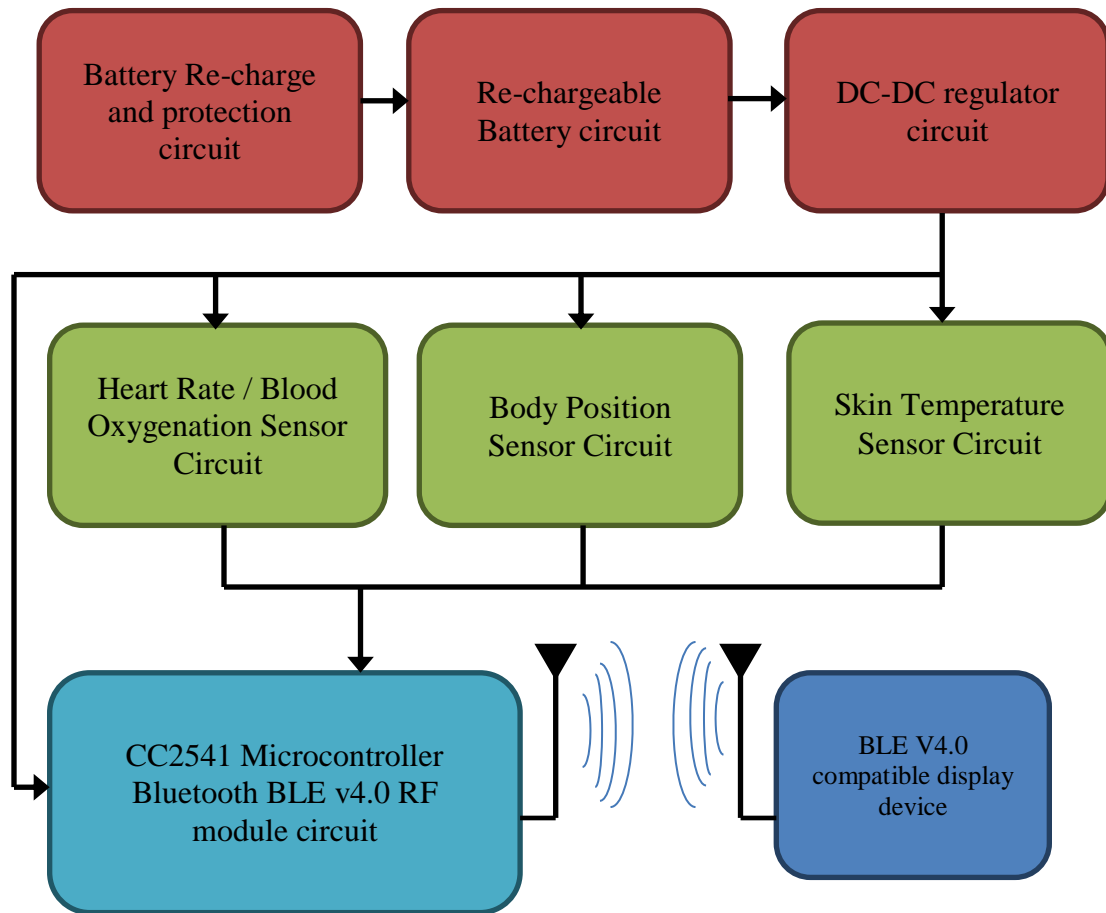 Battery Re-charge
and protection
circuit
Re-chargeable
Battery circuit
DC-DC regulator
circuit
Heart Rate / Blood
Oxygenation Sensor
Circuit
Body Position
Sensor Circuit
Skin Temperature
Sensor Circuit
CC2541 Microcontroller
Bluetooth BLE v4.0 RF
module circuit
BLE V4.0
compatible display
device